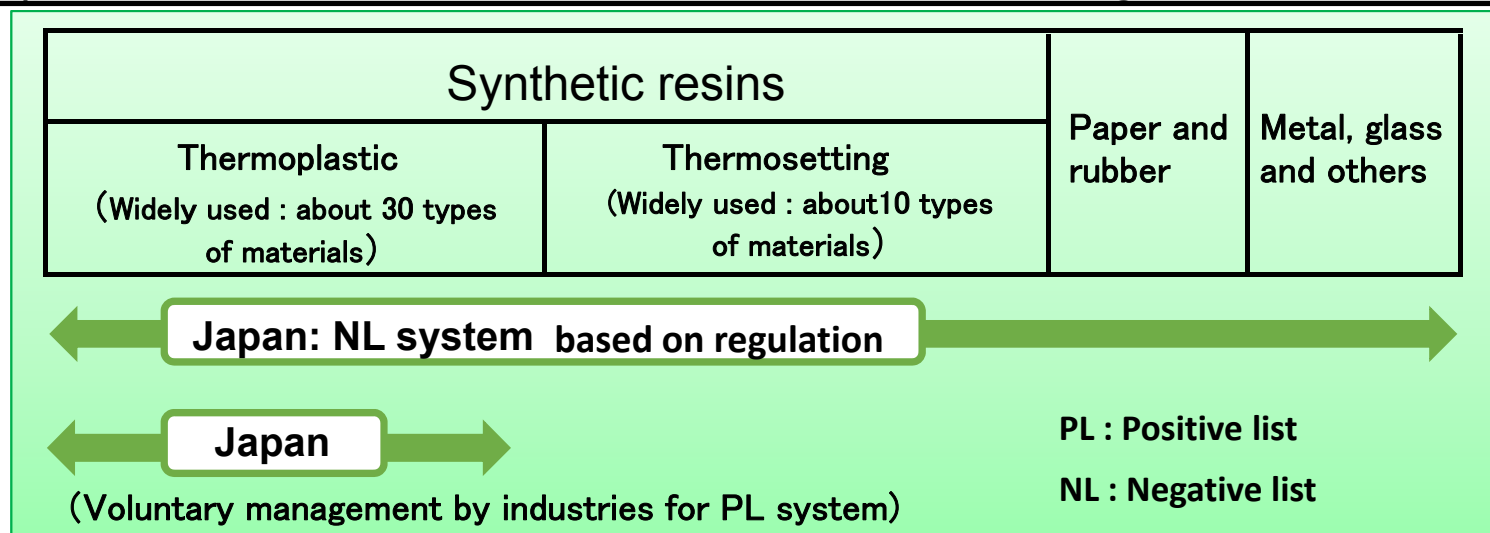 Synthetic resins
Thermoplastic
(Widely used : about 30 types
of materials)
Thermosetting
(Widely used : about10 types
of materials)
Paper and
rubber
Metal, glass
and others
Japan: NL system based on regulation
Japan
(Voluntary management by industries for PL system)
PL : Positive list
NL : Negative list